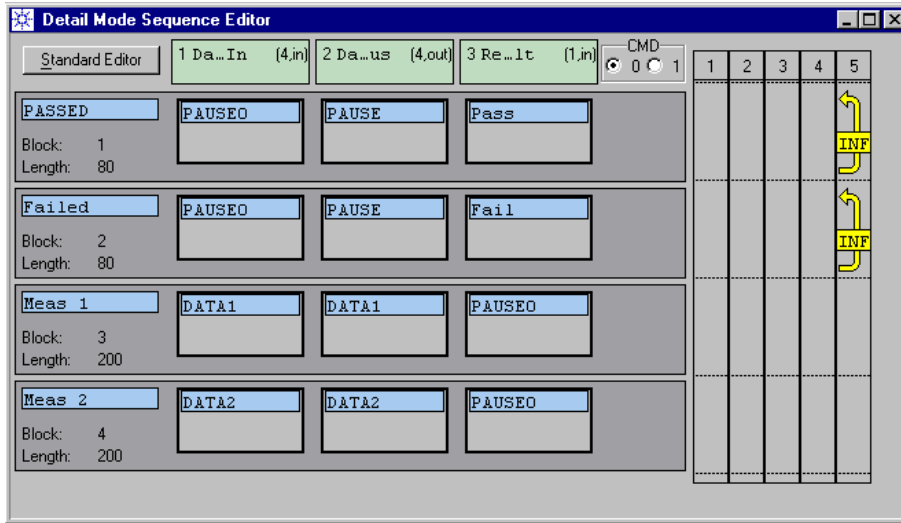 Detail Mode Sequence Editor
Standard Editor
1 Da…In (4,in) 2 Da…us (4,out) 3 Re…lt (1,in)
CMD
0 1
1 2 3 4 5
PASSED PAUSE0 PAUSE Pass
Block: 1
Length: 80
INF
Failed PAUSE0 PAUSE Fail
Block: 2
Length: 80
INF
Meas 1 DATA1 DATA1 PAUSE0
Block: 3
Length: 200
Meas 2 DATA2 DATA2 PAUSE0
Block: 4
Length: 200